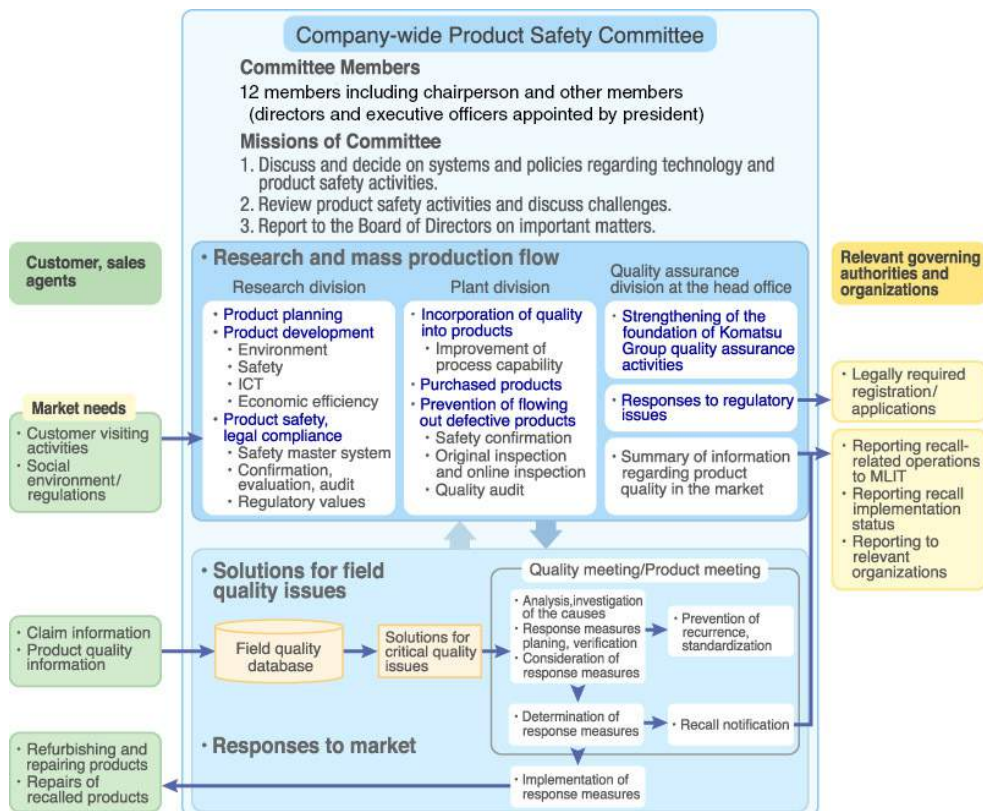 Company-wide Product Safety Committee
Committee Members
12 members including chairperson and other members
(directors and executive officers appointed by president)
Missions of Committee
1. Discuss and decide on systems and policies regarding technology and
product safety activities.
2. Review product safety activities and discuss challenges.
3. Report to the Board of Directors on important matters.
Customer, sales
agents
Market needs
・Customer visiting
activities
・Social
environment/
regulations
・Research and mass production flow
Research division
・Product planning
・Product development
・Environment
・Safety
・ICT
・Economic efficiency
・Product safety,
legal compliance
・Safety master system
・Confirmation,
evaluation, audit
・Regulatory values
Plant division
・Incorporation of quality
into products
・Improvement of
process capability
・Purchased products
・Prevention of flowing
out defective products
・Safety confirmation
・Original inspection
and online inspection
・Quality audit
Quality assurance
division at the head office
・Strengthening of the
foundation of Komatsu
Group quality assurance
activities
・Responses to regulatory
issues
・Summary of information
regarding product
quality in the market
Relevant governing
authorities and
organizations
・Legally required
registration/
applications
・Reporting recall-
related operations
to MLIT
・Reporting recall
implementation
status
・Reporting to
relevant
organizations
・Solutions for field
quality issues
・Claim information
・Product quality
information
Field quality
database
Solutions for
critical quality
issues
Quality meeting/Product meeting
・Analysis,investigation
of the causes
・Response measures
planing, verification
・Consideration of
response measures
・Prevention of
recurrence,
standardization
・Determination of
response measures
・Recall notification
・Responses to market
・Implementation of
response measures
・Refurbishing and
repairing products
・Repairs of
recalled products